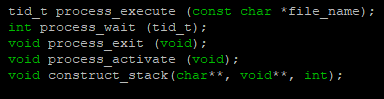 tid_t process_execute (const char *file_name);
int process_wait (tid_t);
void process_exit (void);
void process_activate (void);
void construct_stack(char**, void**, int);